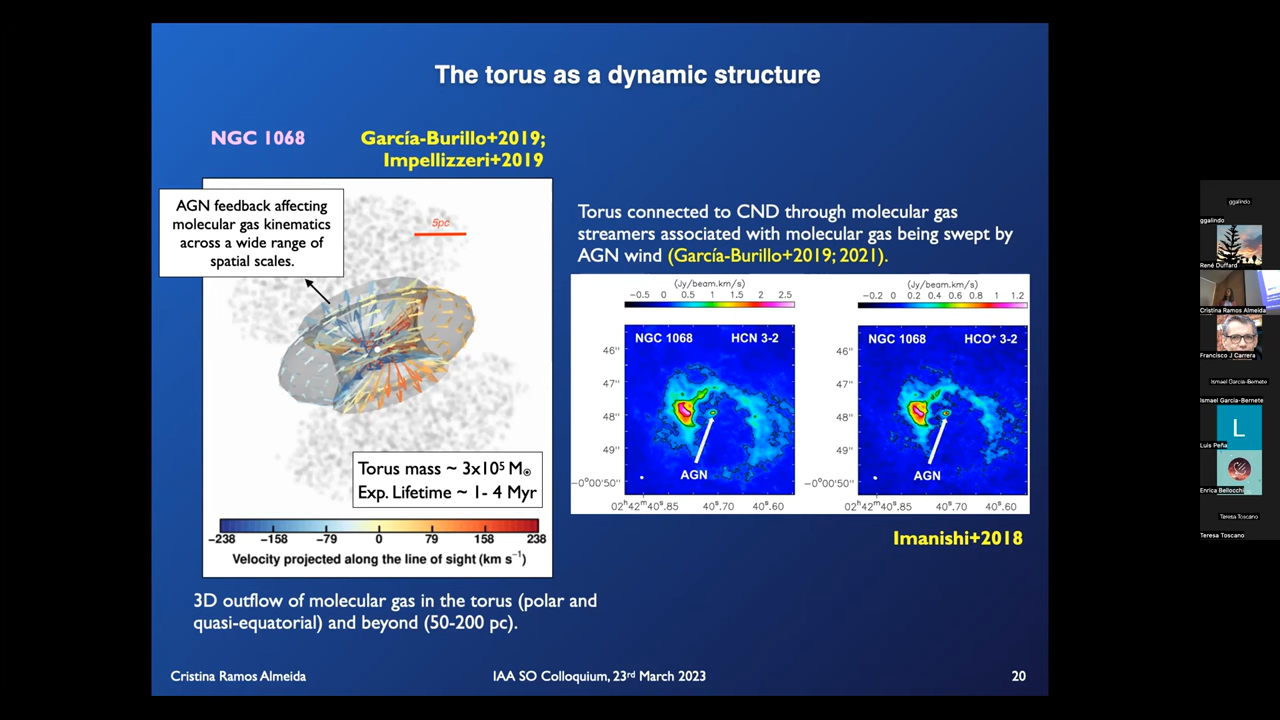 The torus as a dynamic structure
NGC 1068
García-Burillo+2019;
Impellizzeri+2019
AGN feedback affecting
molecular gas kinematics
across a wide range of
spatial scales.
5pc
Torus mass ~ 3x10⁵ M⊙
Exp. Lifetime ~ 1- 4 Myr
−238 −158 −79 0 79 158 238
Velocity projected along the line of sight (km s⁻¹)
3D outflow of molecular gas in the torus (polar and
quasi-equatorial) and beyond (50-200 pc).
Torus connected to CND through molecular gas
streamers associated with molecular gas being swept by
AGN wind (García-Burillo+2019; 2021).
(Jy/beam.km/s)
−0.5 0 0.5 1 1.5 2 2.5
NGC 1068 HCN 3-2
46"
47"
48"
49"
−0°00'50"
AGN
02ʰ42ᵐ40ˢ.85 40ˢ.70 40ˢ.60
(Jy/beam.km/s)
−0.2 0 0.2 0.4 0.6 0.8 1 1.2
NGC 1068 HCO⁺ 3-2
46"
47"
48"
49"
−0°00'50"
AGN
02ʰ42ᵐ40ˢ.85 40ˢ.70 40ˢ.60
Imanishi+2018
Cristina Ramos Almeida
IAA SO Colloquium, 23ʳᵈ March 2023
20
ggalindo
ggalindo
René Duffard
Cristina Ramos Almeida
Francisco J Carrera
Ismael García-Bernete
Ismael García-Bernete
L
Luis Peña
Enrica Bellocchi
Teresa Toscano
Teresa Toscano